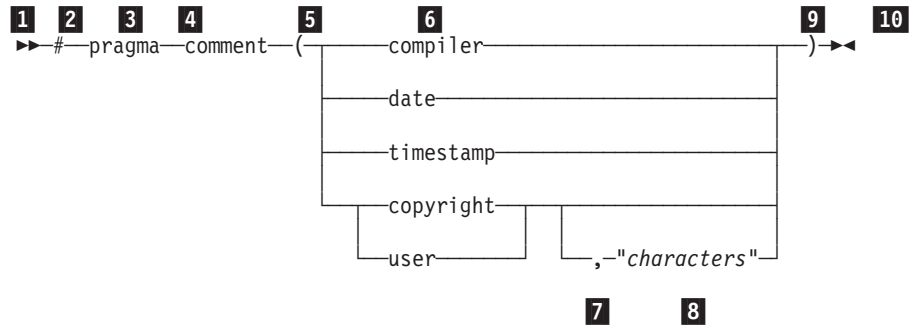 1 2 3 4 5 6 9 10
# pragma comment ( compiler )
date
timestamp
copyright
user , "characters"
7 8